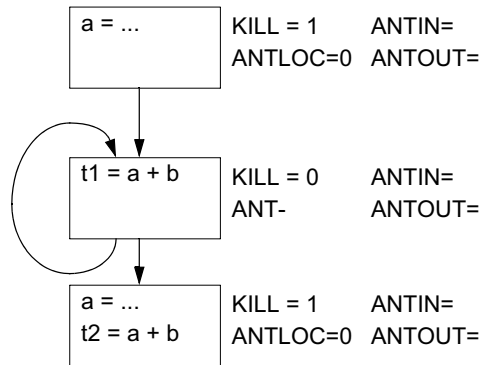 a = ... KILL = 1 ANTIN=
ANTLOC=0 ANTOUT=
t1 = a + b KILL = 0 ANTIN=
ANT- ANTOUT=
a = ... KILL = 1 ANTIN=
t2 = a + b ANTLOC=0 ANTOUT=